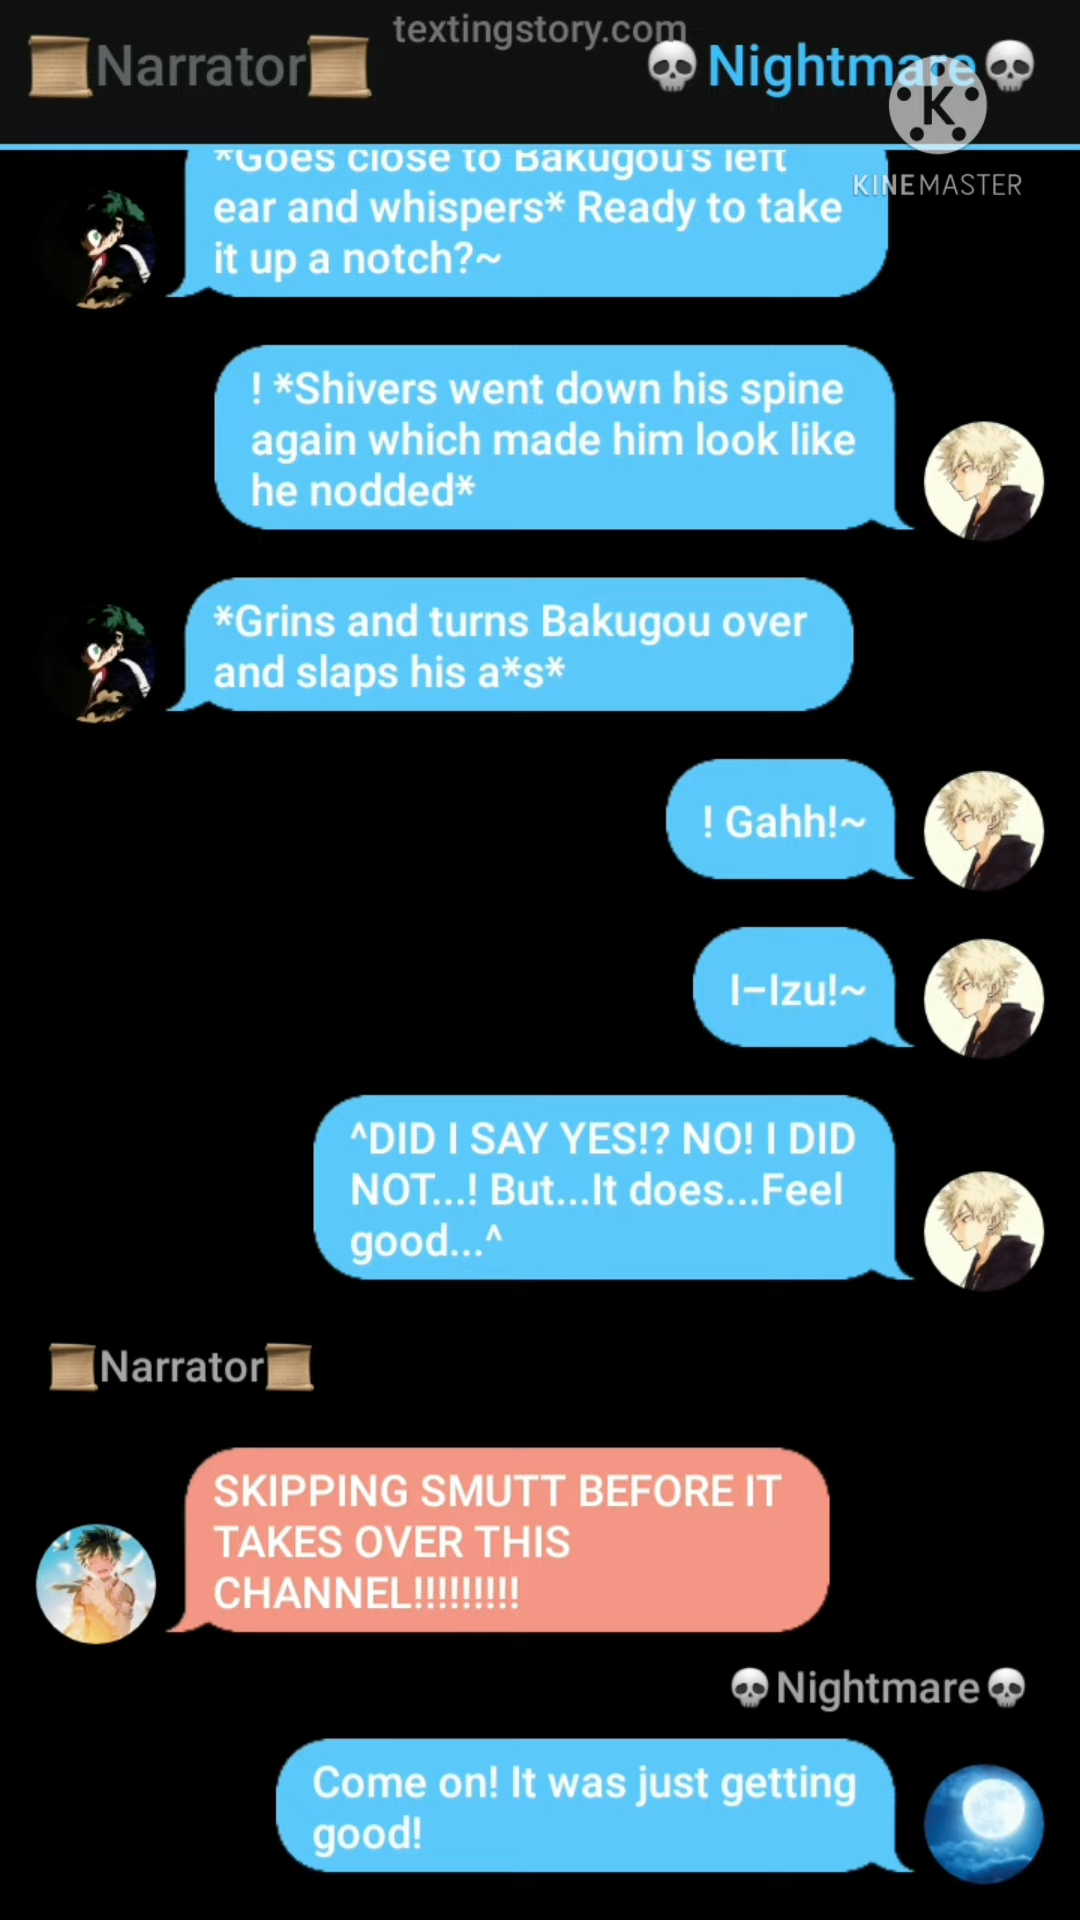 textingstory.com
Narrator
Nightmare
K
KINEMASTER
*Goes close to Bakugou's left
ear and whispers* Ready to take
it up a notch?~
! *Shivers went down his spine
again which made him look like
he nodded*
*Grins and turns Bakugou over
and slaps his a*s*
! Gahh!~
I-Izu!~
^DID I SAY YES!? NO! I DID
NOT...! But...It does...Feel
good...^
Narrator
SKIPPING SMUTT BEFORE IT
TAKES OVER THIS
CHANNEL!!!!!!!!!
Nightmare
Come on! It was just getting
good!